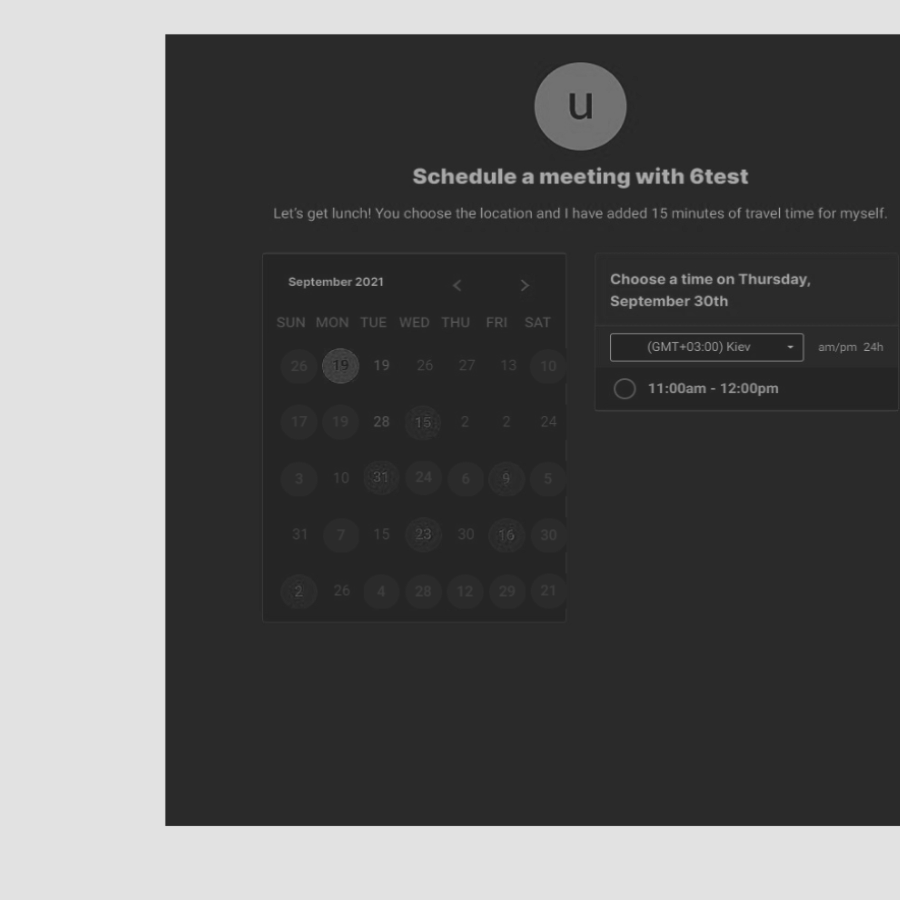 u
Schedule a meeting with 6test
Let's get lunch! You choose the location and I have added 15 minutes of travel time for myself.
September 2021 < >
SUN MON TUE WED THU FRI SAT
26 19 19 26 27 13 10
17 19 28 15 2 2 24
3 10 31 24 6 9 5
31 7 15 23 30 16 30
2 26 4 28 12 29 21
Choose a time on Thursday,
September 30th
(GMT+03:00) Kiev am/pm 24h
11:00am - 12:00pm